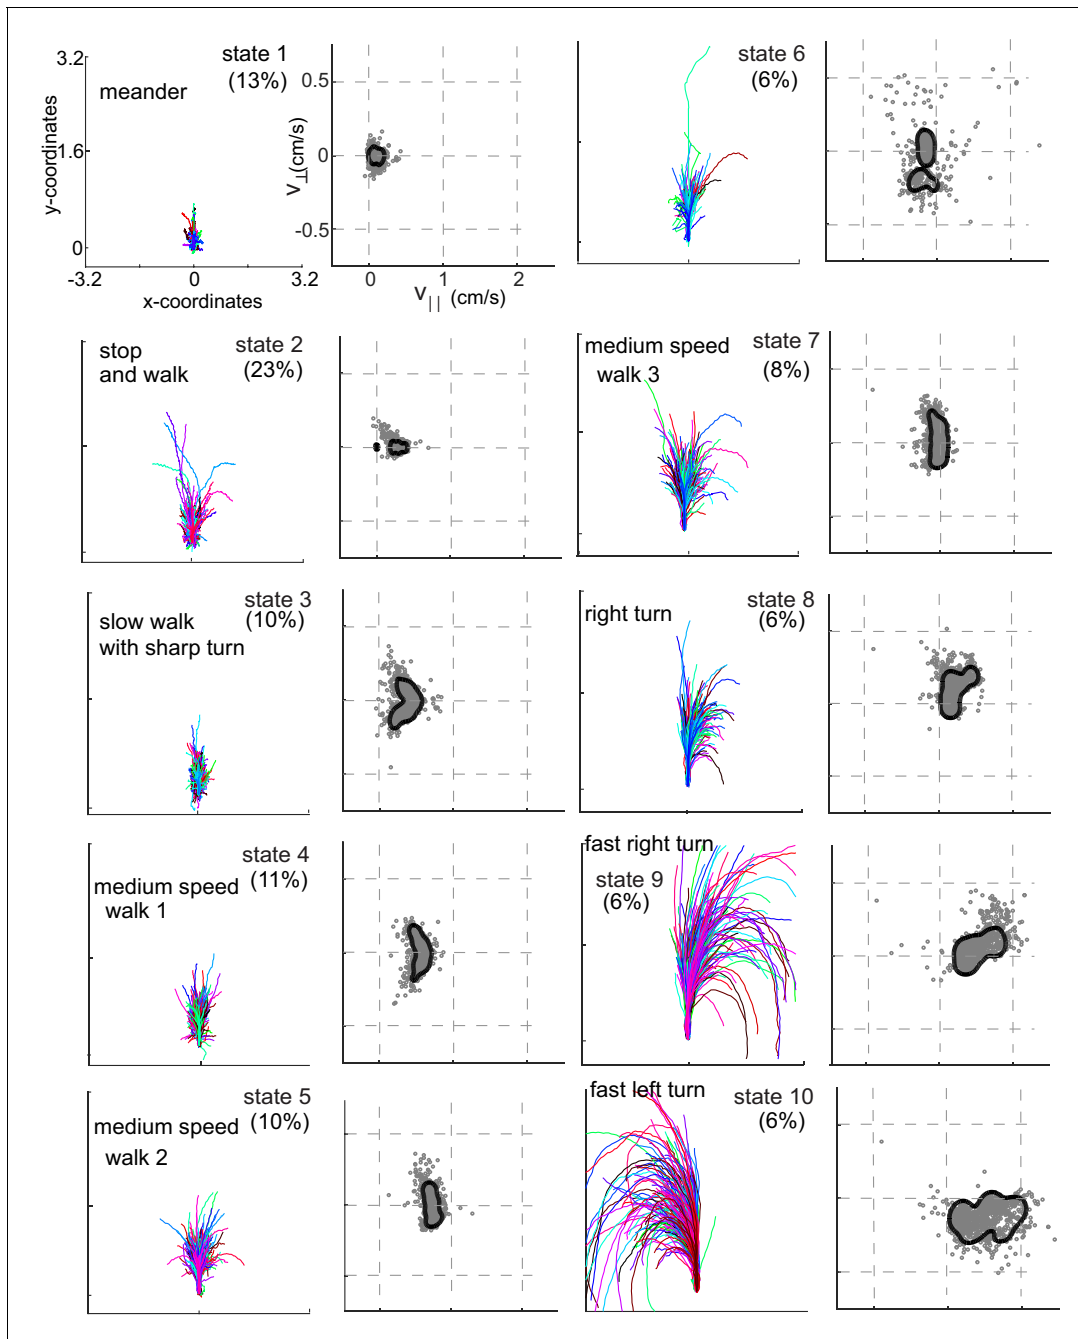 3.2
1.6
0
y-coordinates
-3.2
0
3.2
x-coordinates
meander
state 1
(13%)
0.5
0
-0.5
V⊥(cm/s)
0
1
2
V|| (cm/s)
state 6
(6%)
stop
and walk
state 2
(23%)
medium speed
walk 3
state 7
(8%)
slow walk
with sharp turn
state 3
(10%)
right turn
state 8
(6%)
medium speed
walk 1
state 4
(11%)
fast right turn
state 9
(6%)
medium speed
walk 2
state 5
(10%)
fast left turn
state 10
(6%)